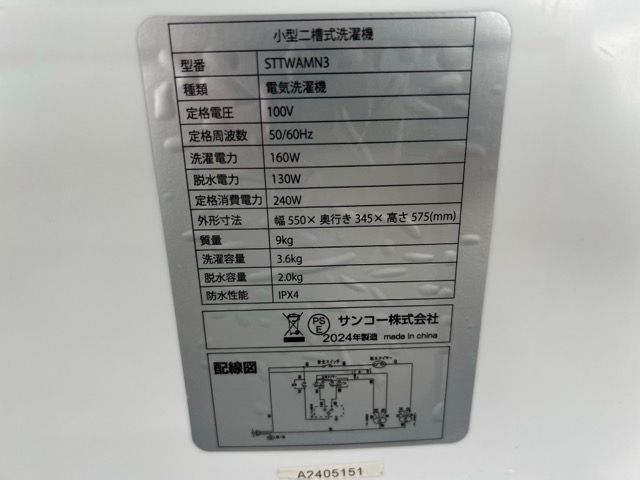 小型二槽式洗濯機
型番 STTWAMN3
種類 電気洗濯機
定格電圧 100V
定格周波数 50/60Hz
洗濯電力 160W
脱水電力 130W
定格消費電力 240W
外形寸法 幅 550× 奥行き 345× 高さ 575(mm)
質量 9kg
洗濯容量 3.6kg
脱水容量 2.0kg
防水性能 IPX4
PSE サンコー株式会社
2024年製造 made in china
配線図
A2405151